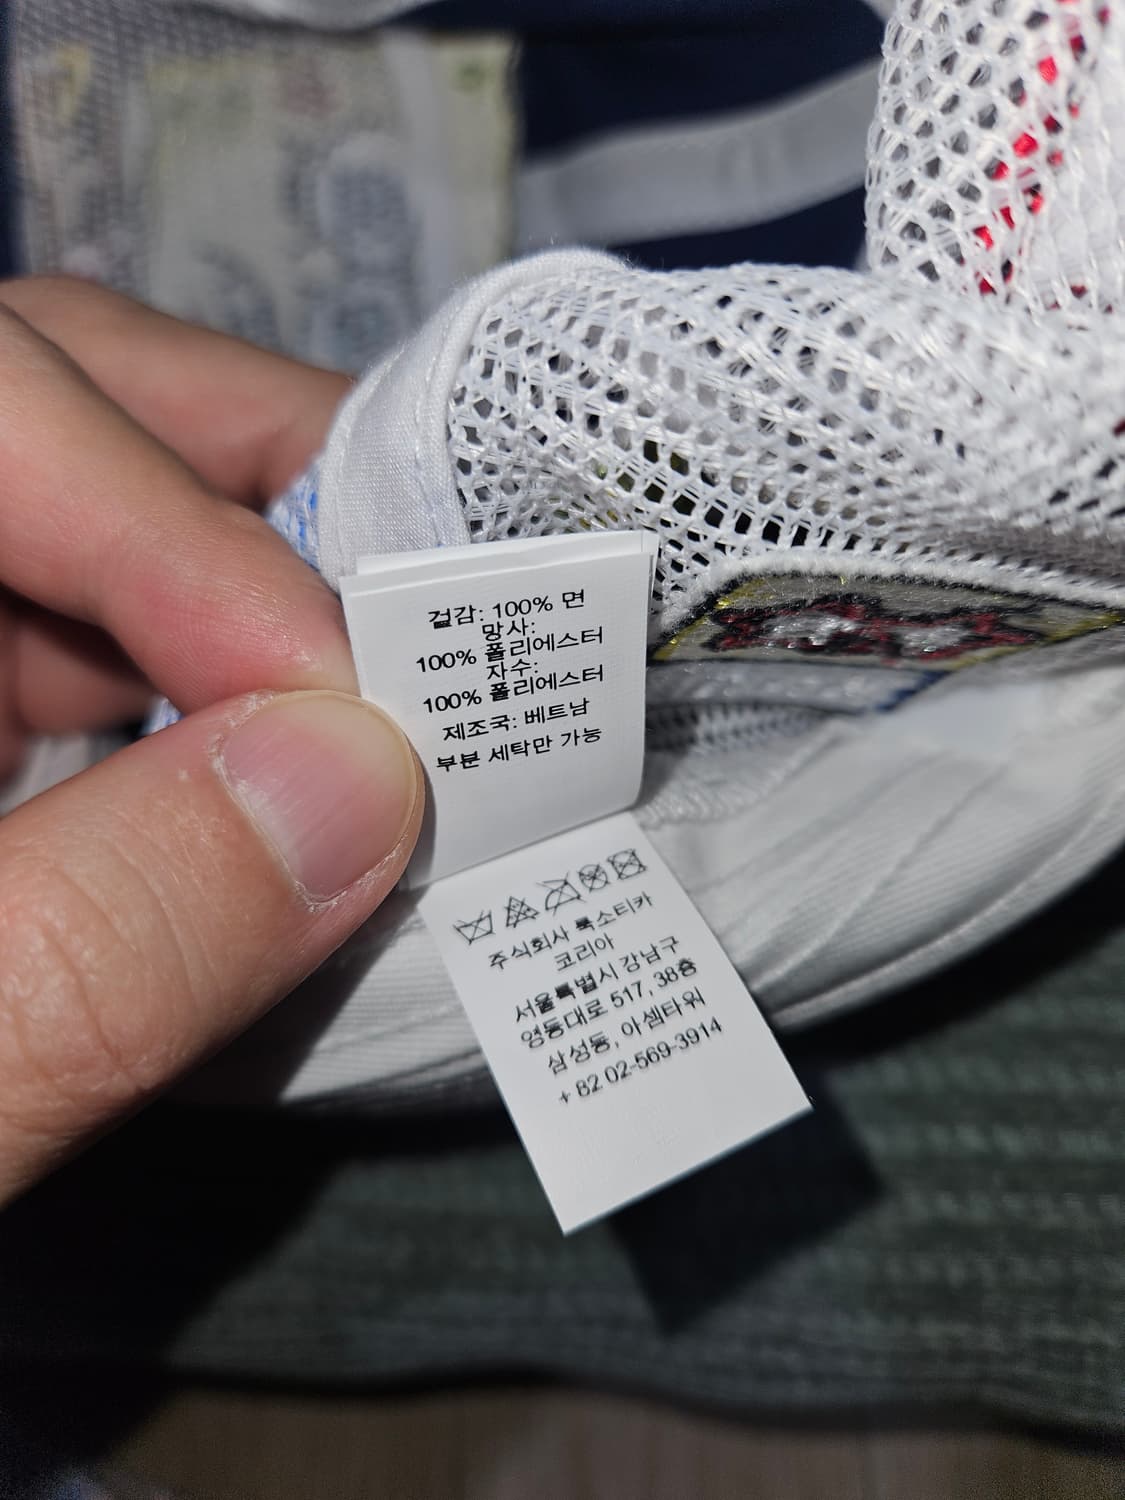 겉감: 100% 면
망사:
100% 폴리에스터
자수:
100% 폴리에스터
제조국: 베트남
부분 세탁만 가능
주식회사 룩소티카
코리아
서울특별시 강남구
영동대로 517, 38층
삼성동, 아셈타워
+ 82 02-569-3914